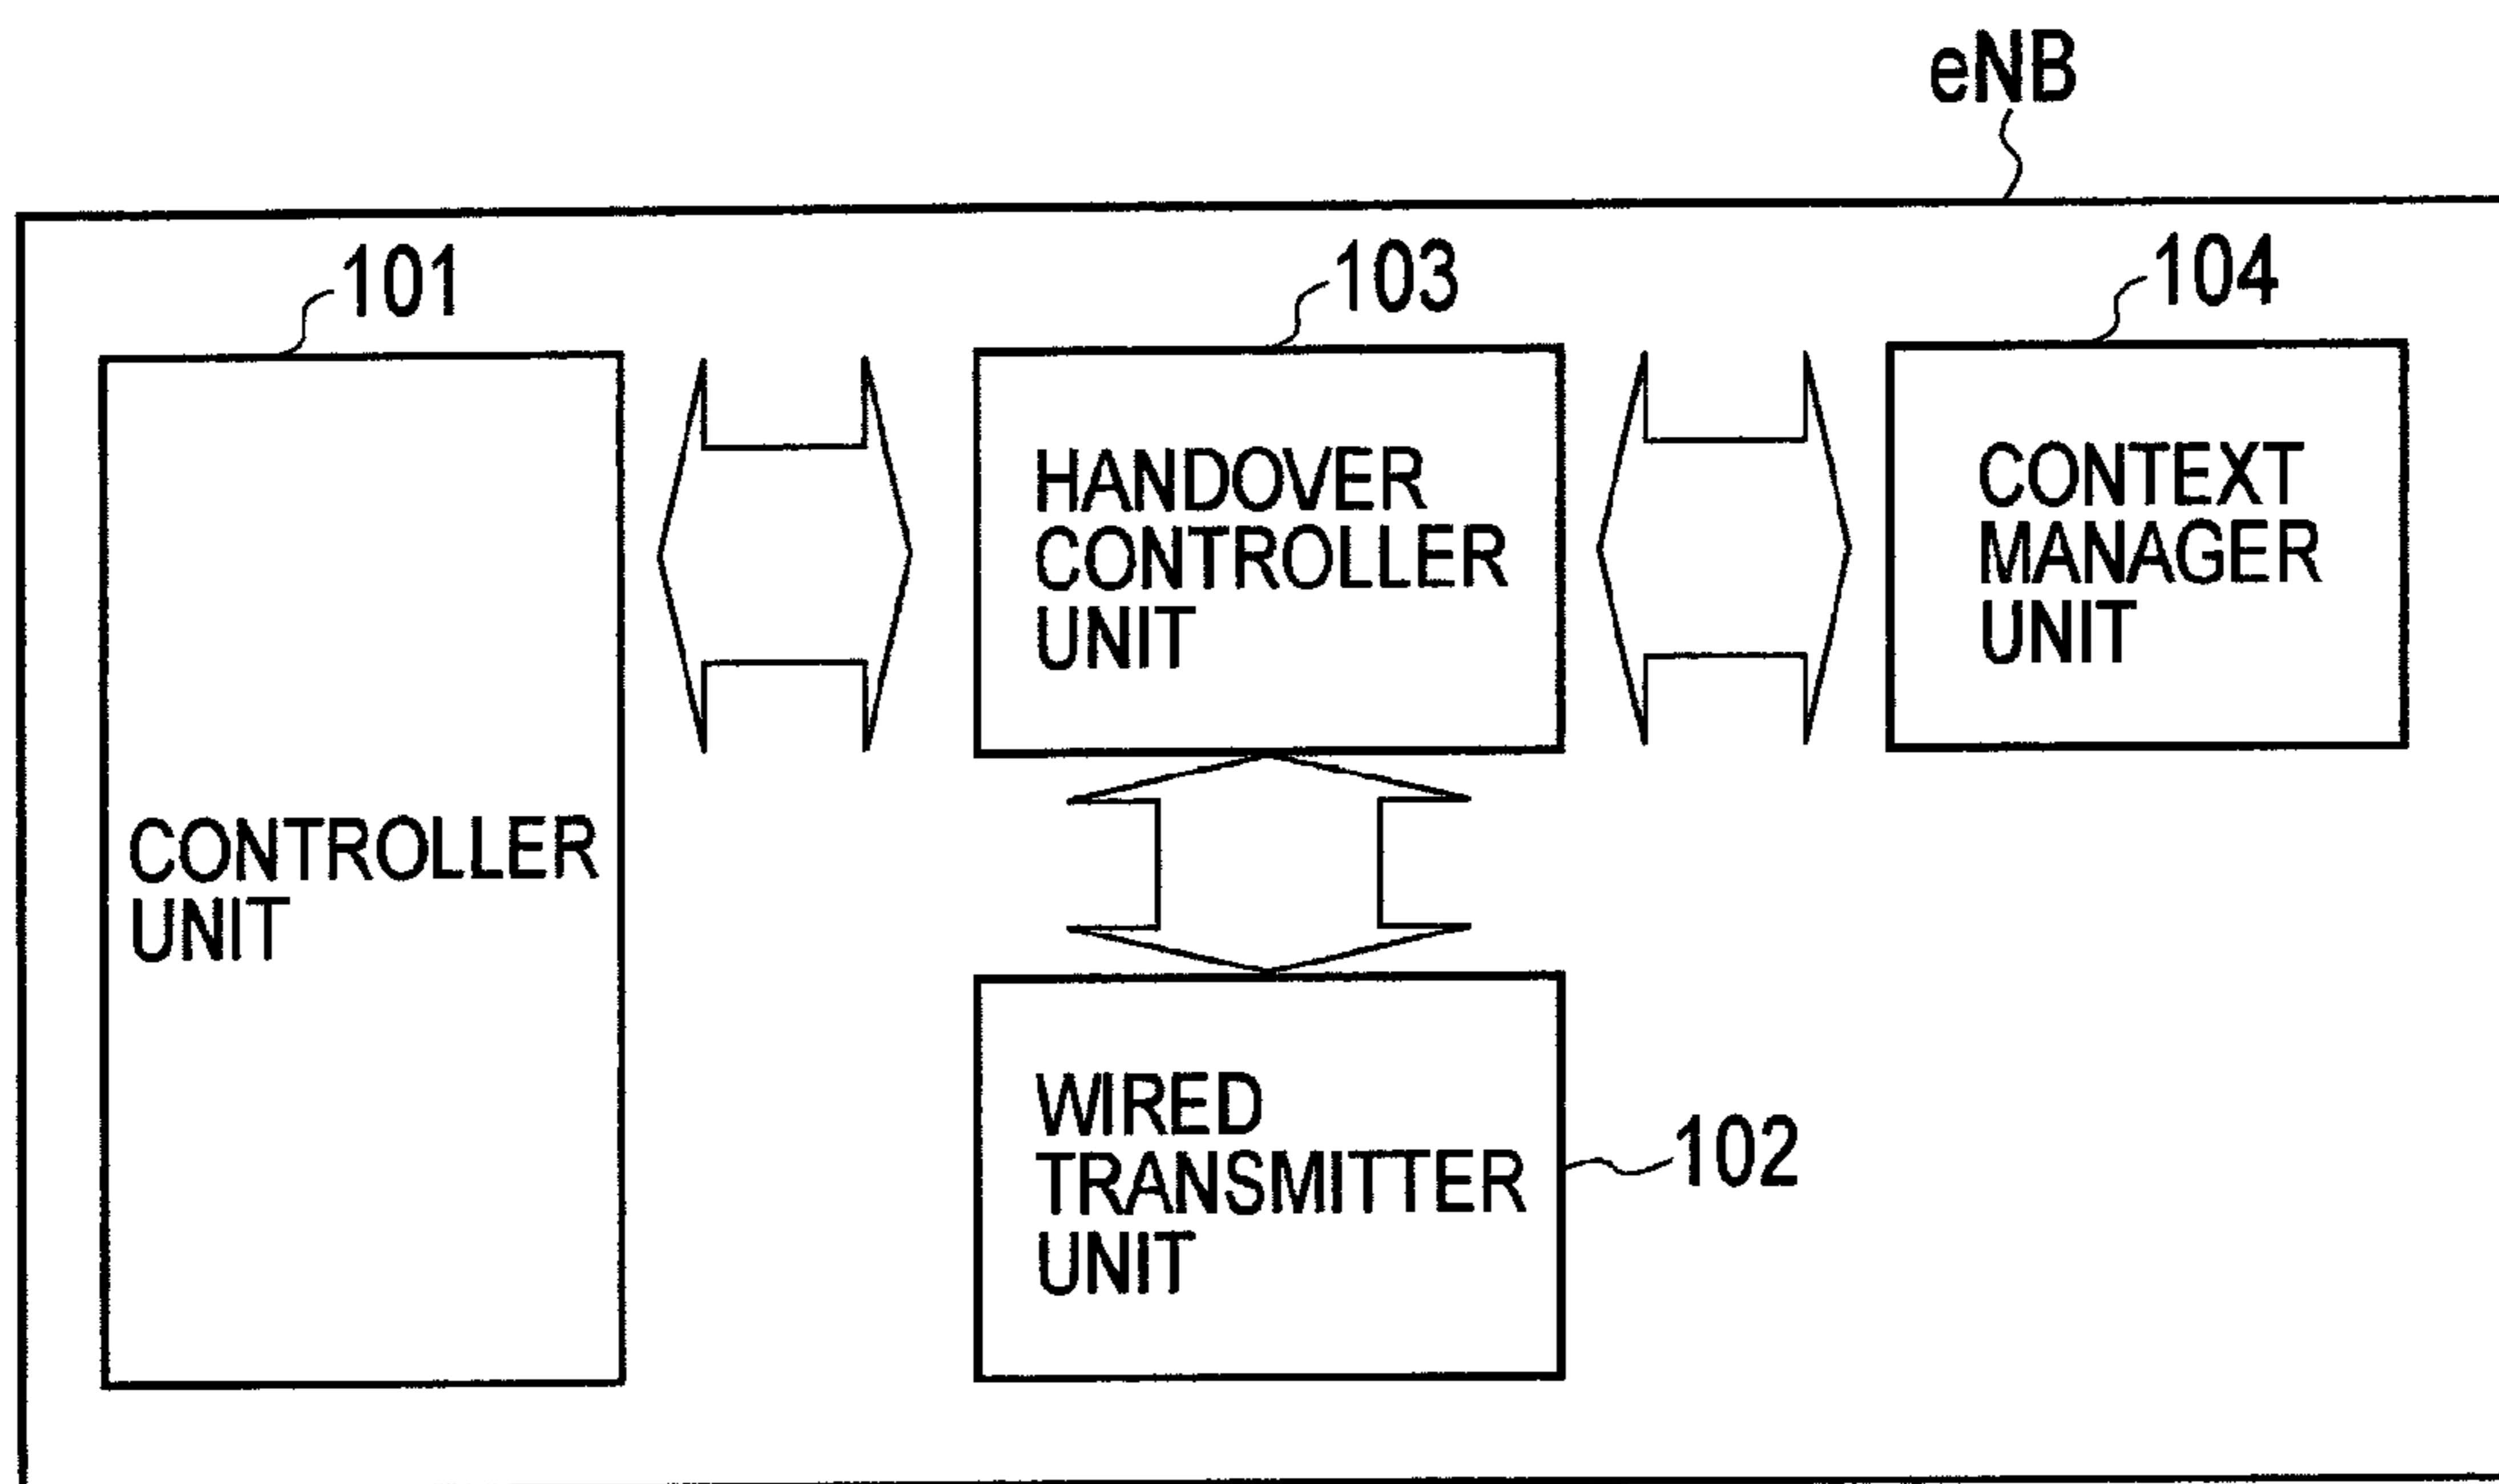 eNB
101
103
104
HANDOVER
CONTROLLER
UNIT
CONTEXT
MANAGER
UNIT
CONTROLLER
UNIT
WIRED
TRANSMITTER
UNIT
102